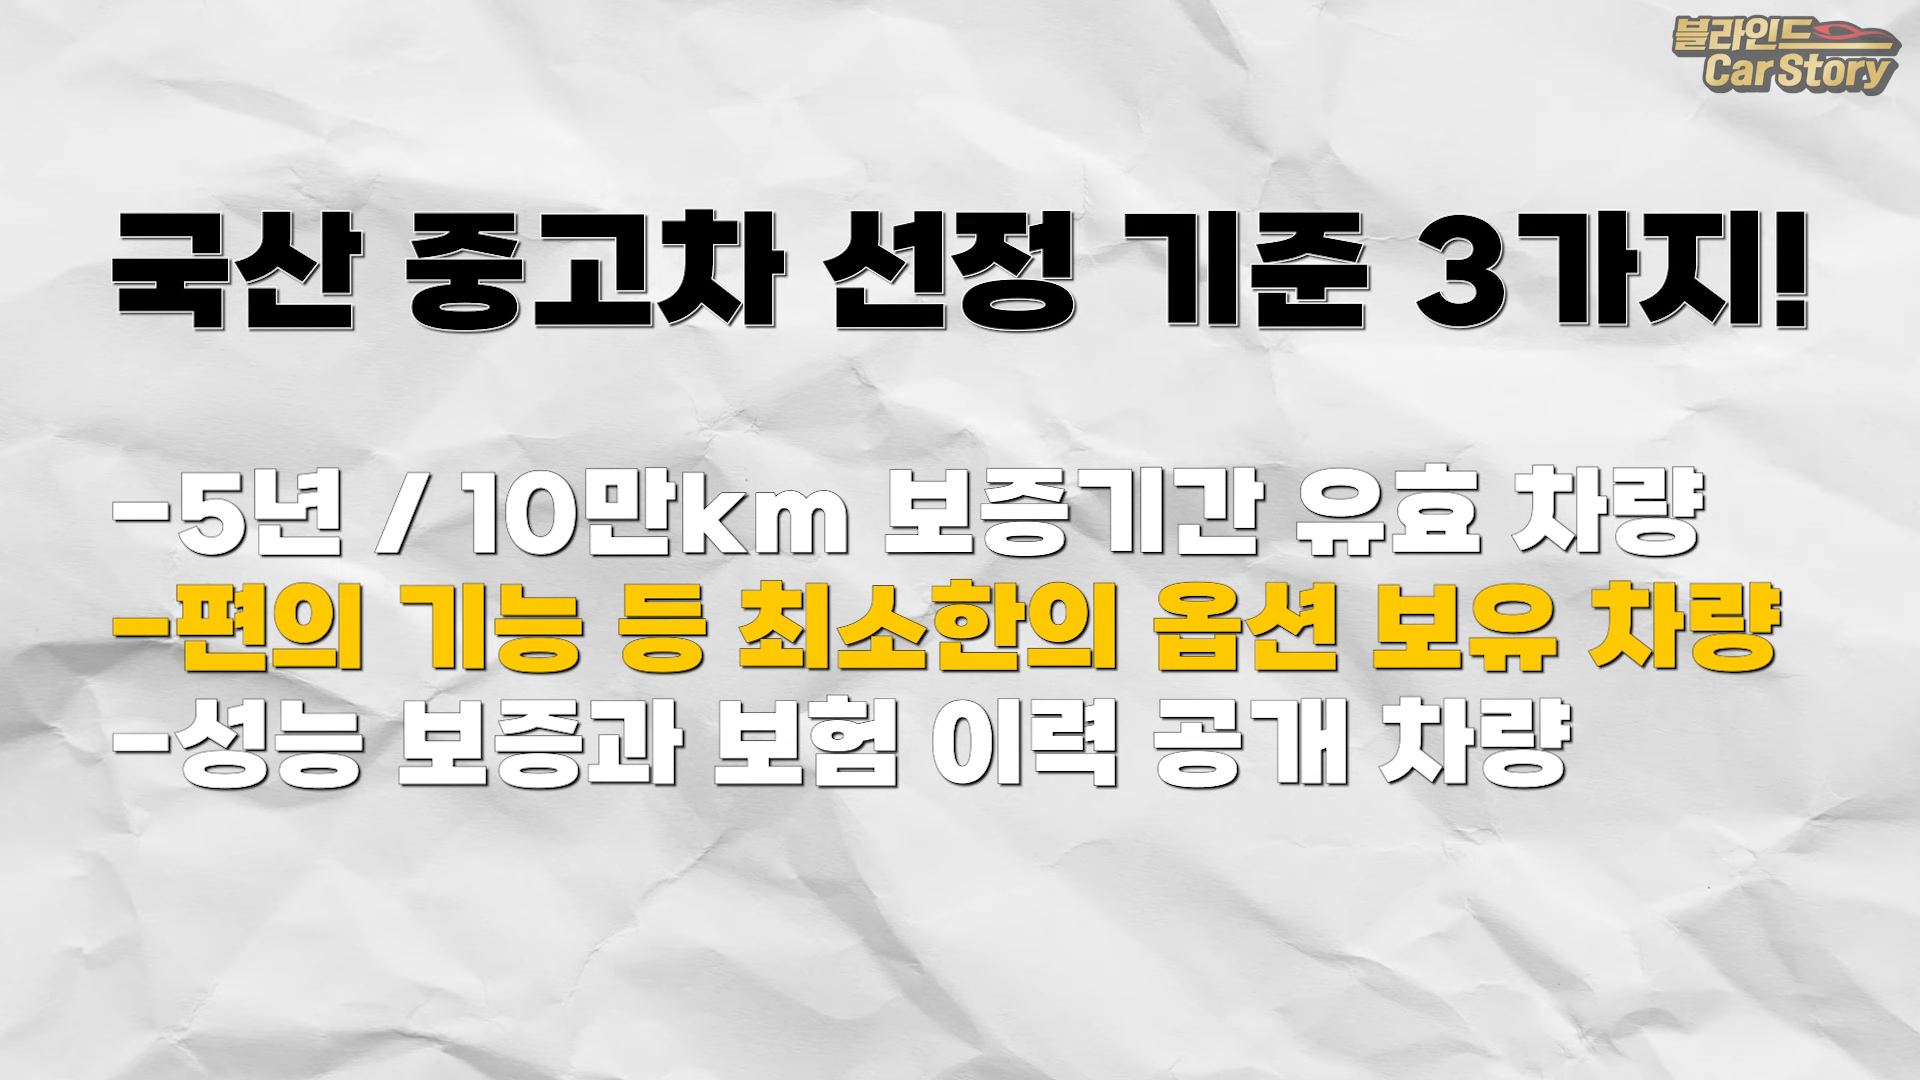 블라인드
Car Story
국산 중고차 선정 기준 3가지!
-5년 / 10만km 보증기간 유효 차량
-편의 기능 등 최소한의 옵션 보유 차량
-성능 보증과 보험 이력 공개 차량